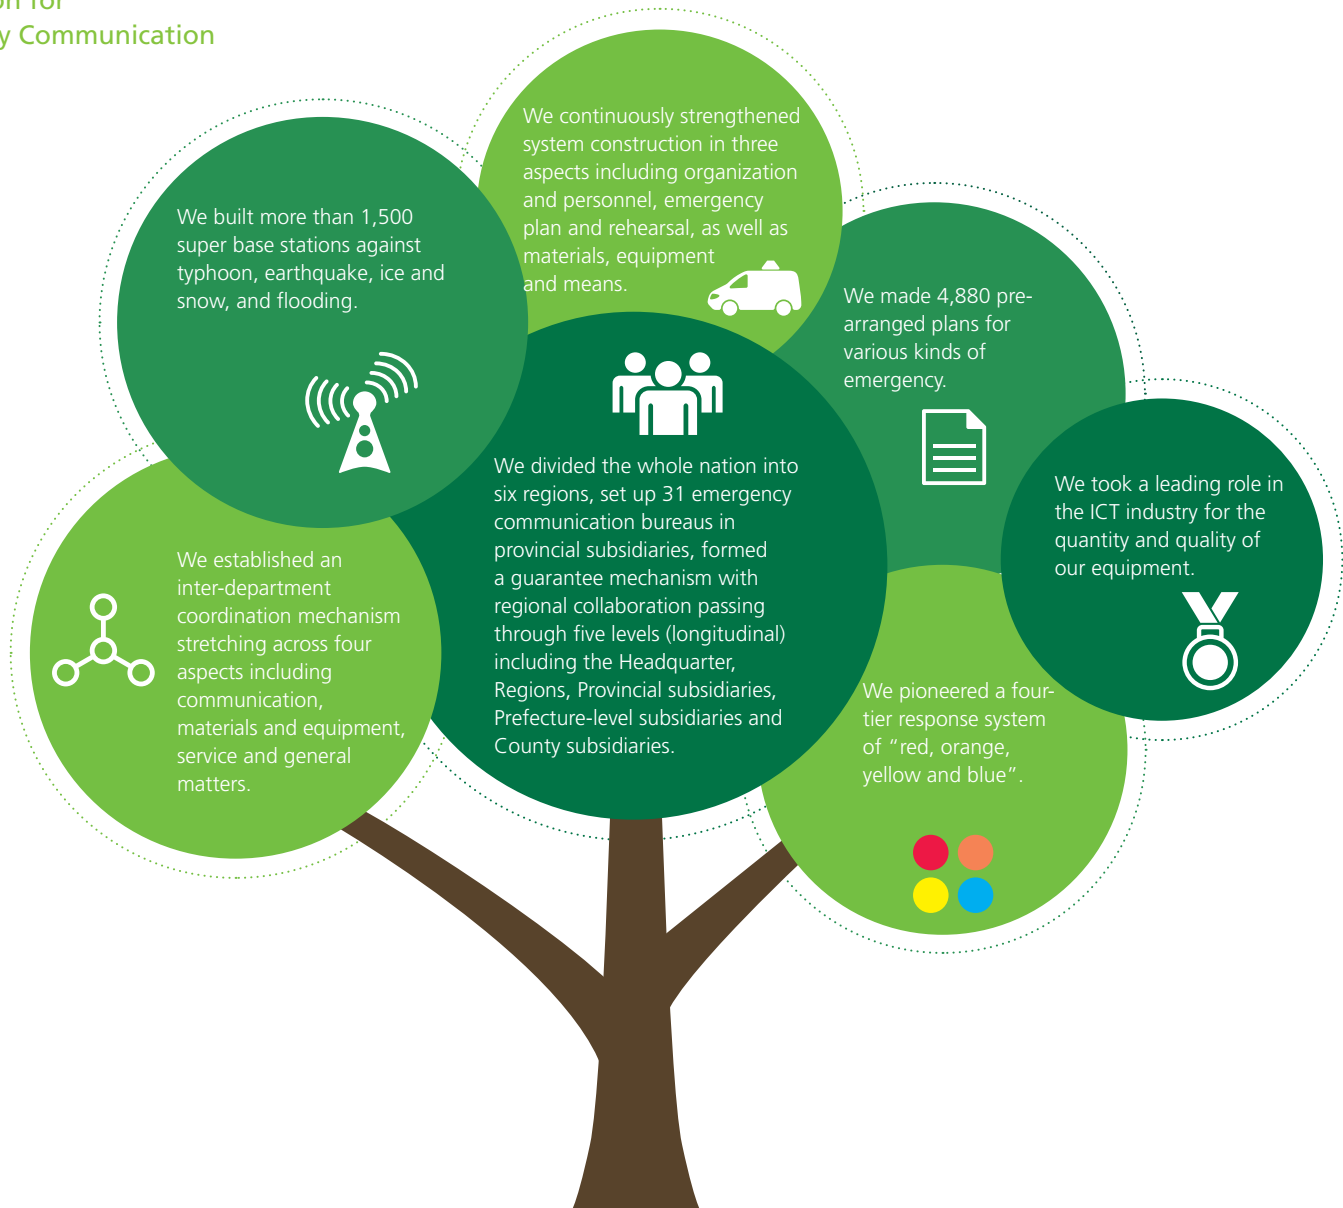 for
Communication
We continuously strengthened
system construction in three
aspects including organization
and personnel, emergency
plan and rehearsal, as well as
materials, equipment
and means.
We built more than 1,500
super base stations against
typhoon, earthquake, ice and
snow, and flooding.
We made 4,880 pre-
arranged plans for
various kinds of
emergency.
We divided the whole nation into
six regions, set up 31 emergency
communication bureaus in
provincial subsidiaries, formed
a guarantee mechanism with
regional collaboration passing
through five levels (longitudinal)
including the Headquarter,
Regions, Provincial subsidiaries,
Prefecture-level subsidiaries and
County subsidiaries.
We took a leading role in
the ICT industry for the
quantity and quality of
our equipment.
We established an
inter-department
coordination mechanism
stretching across four
aspects including
communication,
materials and equipment,
service and general
matters.
We pioneered a four-
tier response system
of “red, orange,
yellow and blue”.